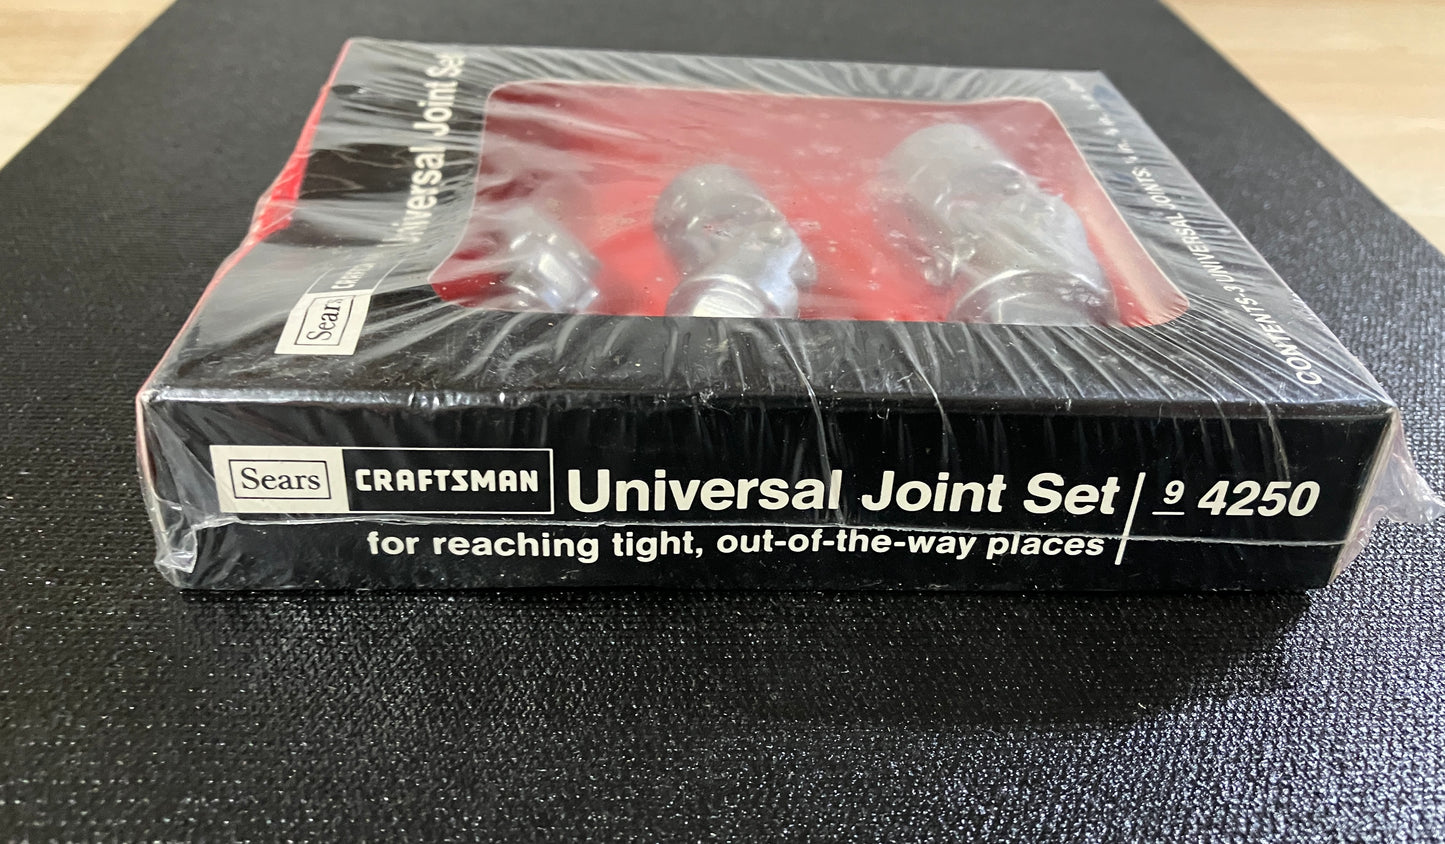 Universal Joint Set
Sears
CONTENTS: 3 UNIVERSAL JOINTS:
Sears CRAFTSMAN Universal Joint Set 9 4250
for reaching tight, out-of-the-way places